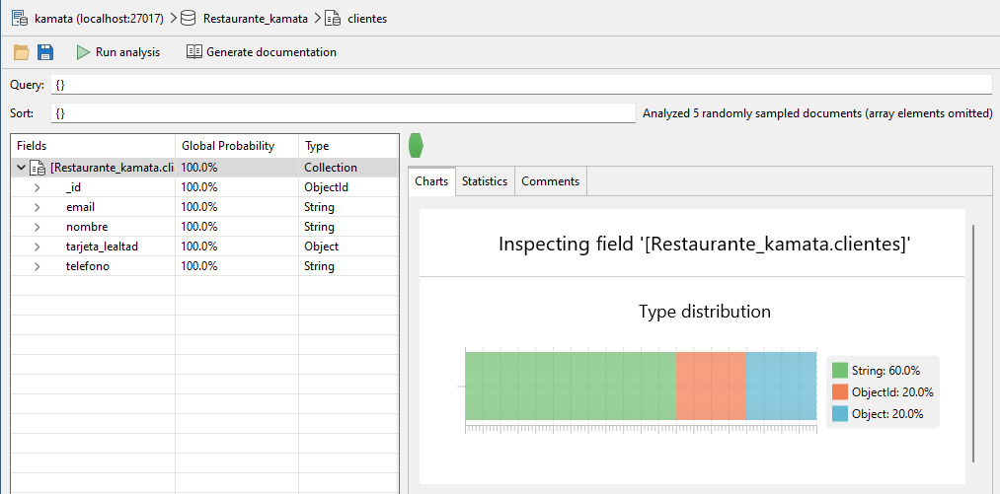 kamata (localhost:27017) Restaurante_kamata clientes
Run analysis Generate documentation
Query: {}
Sort: {} Analyzed 5 randomly sampled documents (array elements omitted)
Fields Global Probability Type
[Restaurante_kamata.cli 100.0% Collection
_id 100.0% ObjectId
email 100.0% String
nombre 100.0% String
tarjeta_lealtad 100.0% Object
telefono 100.0% String
Charts Statistics Comments
Inspecting field '[Restaurante_kamata.clientes]'
Type distribution
String: 60.0%
ObjectId: 20.0%
Object: 20.0%